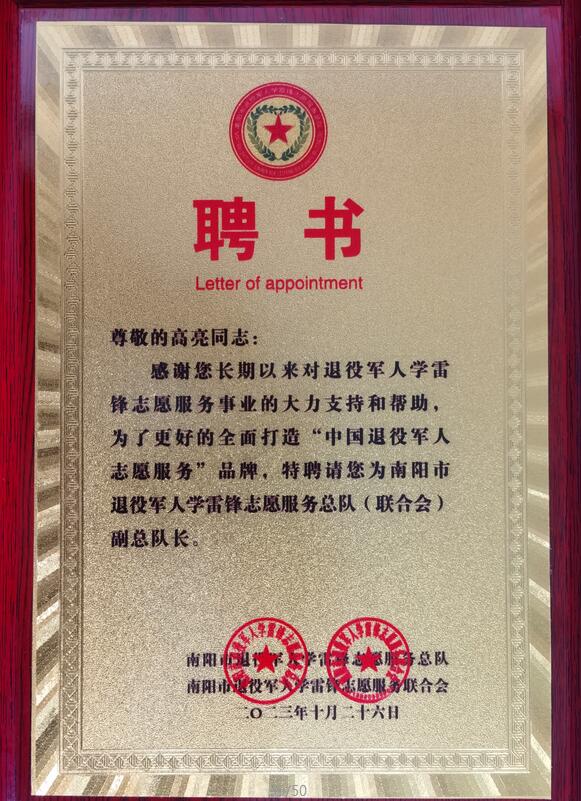 聘书
Letter of appointment
尊敬的高亮同志：
感谢您长期以来对退役军人学雷
锋志愿服务事业的大力支持和帮助，
为了更好的全面打造“中国退役军人
志愿服务”品牌，特聘请您为南阳市
退役军人学雷锋志愿服务总队（联合会）
副总队长。
南阳市退役军人学雷锋志愿服务总队
南阳市退役军人学雷锋志愿服务联合会
二〇二三年十月二十六日
/50